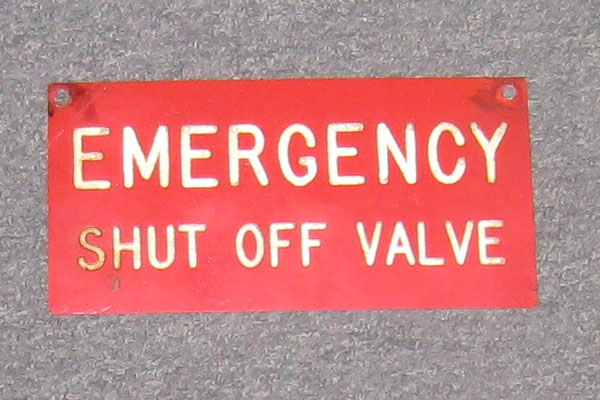 EMERGENCY
SHUT OFF VALVE